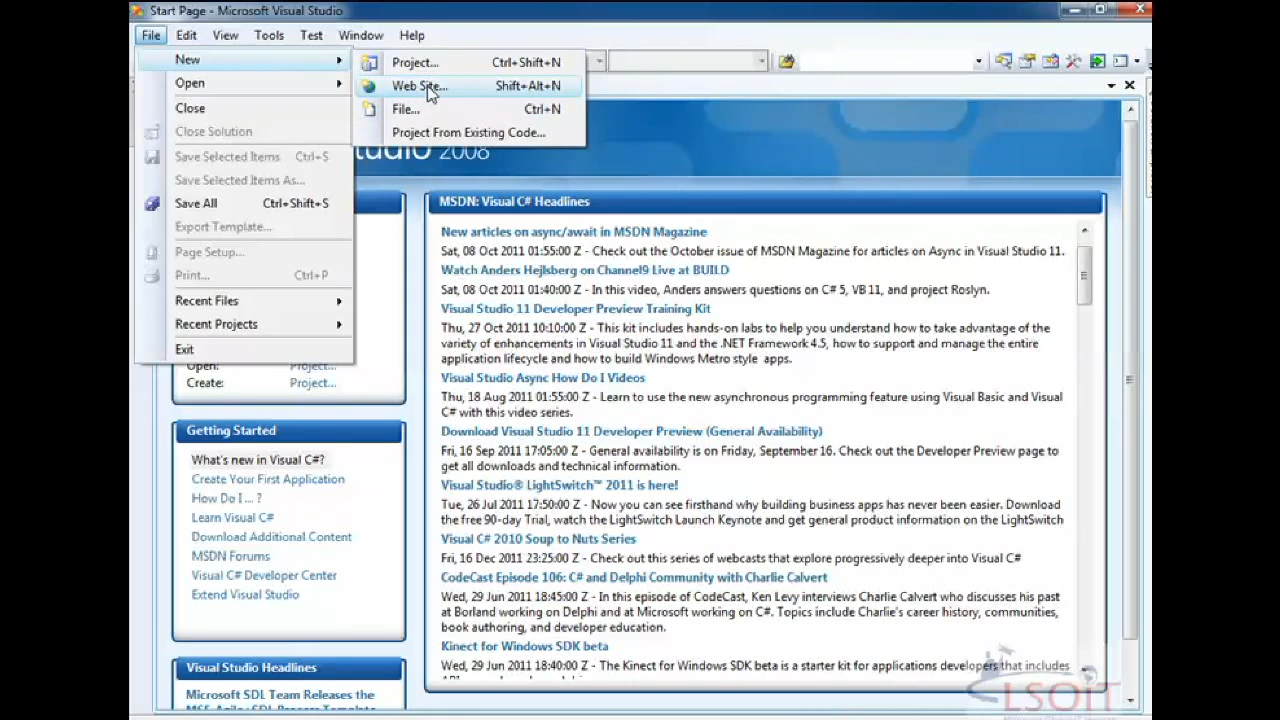 Start Page - Microsoft Visual Studio
File Edit View Tools Test Window Help
New
Open
Close
Close Solution
Save Selected Items Ctrl+S
Save Selected Items As...
Save All Ctrl+Shift+S
Export Template...
Page Setup...
Print... Ctrl+P
Recent Files
Recent Projects
Exit
Project... Ctrl+Shift+N
Web Site... Shift+Alt+N
File... Ctrl+N
Project From Existing Code...
2008
Open: Project...
Create: Project...
Getting Started
What's new in Visual C#?
Create Your First Application
How Do I ... ?
Learn Visual C#
Download Additional Content
MSDN Forums
Visual C# Developer Center
Extend Visual Studio
Visual Studio Headlines
Microsoft SDL Team Releases the
MSDN: Visual C# Headlines
New articles on async/await in MSDN Magazine
Sat, 08 Oct 2011 01:55:00 Z - Check out the October issue of MSDN Magazine for articles on Async in Visual Studio 11.
Watch Anders Hejlsberg on Channel9 Live at BUILD
Sat, 08 Oct 2011 01:40:00 Z - In this video, Anders answers questions on C# 5, VB 11, and project Roslyn.
Visual Studio 11 Developer Preview Training Kit
Thu, 27 Oct 2011 10:10:00 Z - This kit includes hands-on labs to help you understand how to take advantage of the
variety of enhancements in Visual Studio 11 and the .NET Framework 4.5, how to support and manage the entire
application lifecycle and how to build Windows Metro style apps.
Visual Studio Async How Do I Videos
Thu, 18 Aug 2011 01:55:00 Z - Learn to use the new asynchronous programming feature using Visual Basic and Visual
C# with this video series.
Download Visual Studio 11 Developer Preview (General Availability)
Fri, 16 Sep 2011 17:05:00 Z - General availability is on Friday, September 16. Check out the Developer Preview page to
get all downloads and technical information.
Visual Studio® LightSwitch™ 2011 is here!
Tue, 26 Jul 2011 17:50:00 Z - Now you can see firsthand why building business apps has never been easier. Download
the free 90-day Trial, watch the LightSwitch Launch Keynote and get general product information on the LightSwitch
Visual C# 2010 Soup to Nuts Series
Fri, 16 Dec 2011 23:25:00 Z - Check out this series of webcasts that explore progressively deeper into Visual C#
CodeCast Episode 106: C# and Delphi Community with Charlie Calvert
Wed, 29 Jun 2011 18:45:00 Z - In this episode of CodeCast, Ken Levy interviews Charlie Calvert who discusses his past
at Borland working on Delphi and at Microsoft working on C#. Topics include Charlie's career history, communities,
book authoring, and developer education.
Kinect for Windows SDK beta
Wed, 29 Jun 2011 18:40:00 Z - The Kinect for Windows SDK beta is a starter kit for applications developers that includes
LSOIT